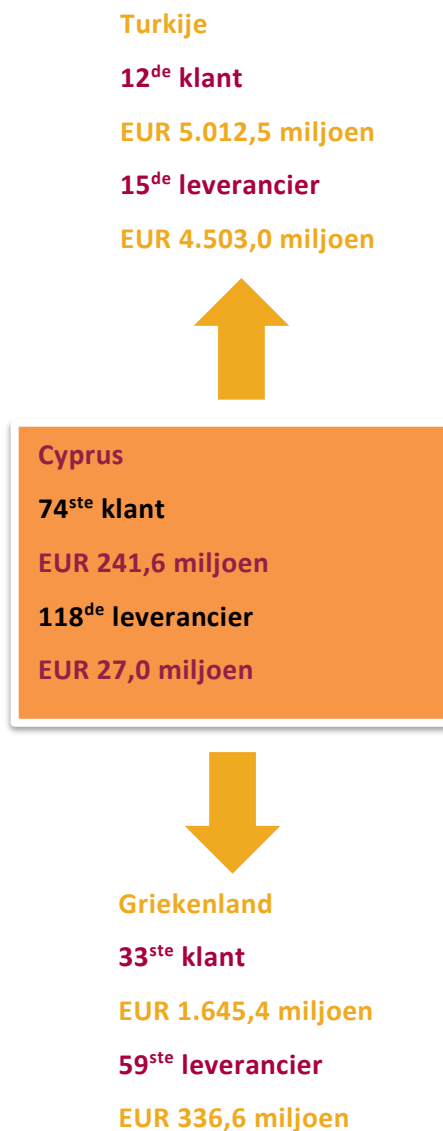 Turkije
12de klant
EUR 5.012,5 miljoen
15de leverancier
EUR 4.503,0 miljoen
Cyprus
74ste klant
EUR 241,6 miljoen
118de leverancier
EUR 27,0 miljoen
Griekenland
33ste klant
EUR 1.645,4 miljoen
59ste leverancier
EUR 336,6 miljoen